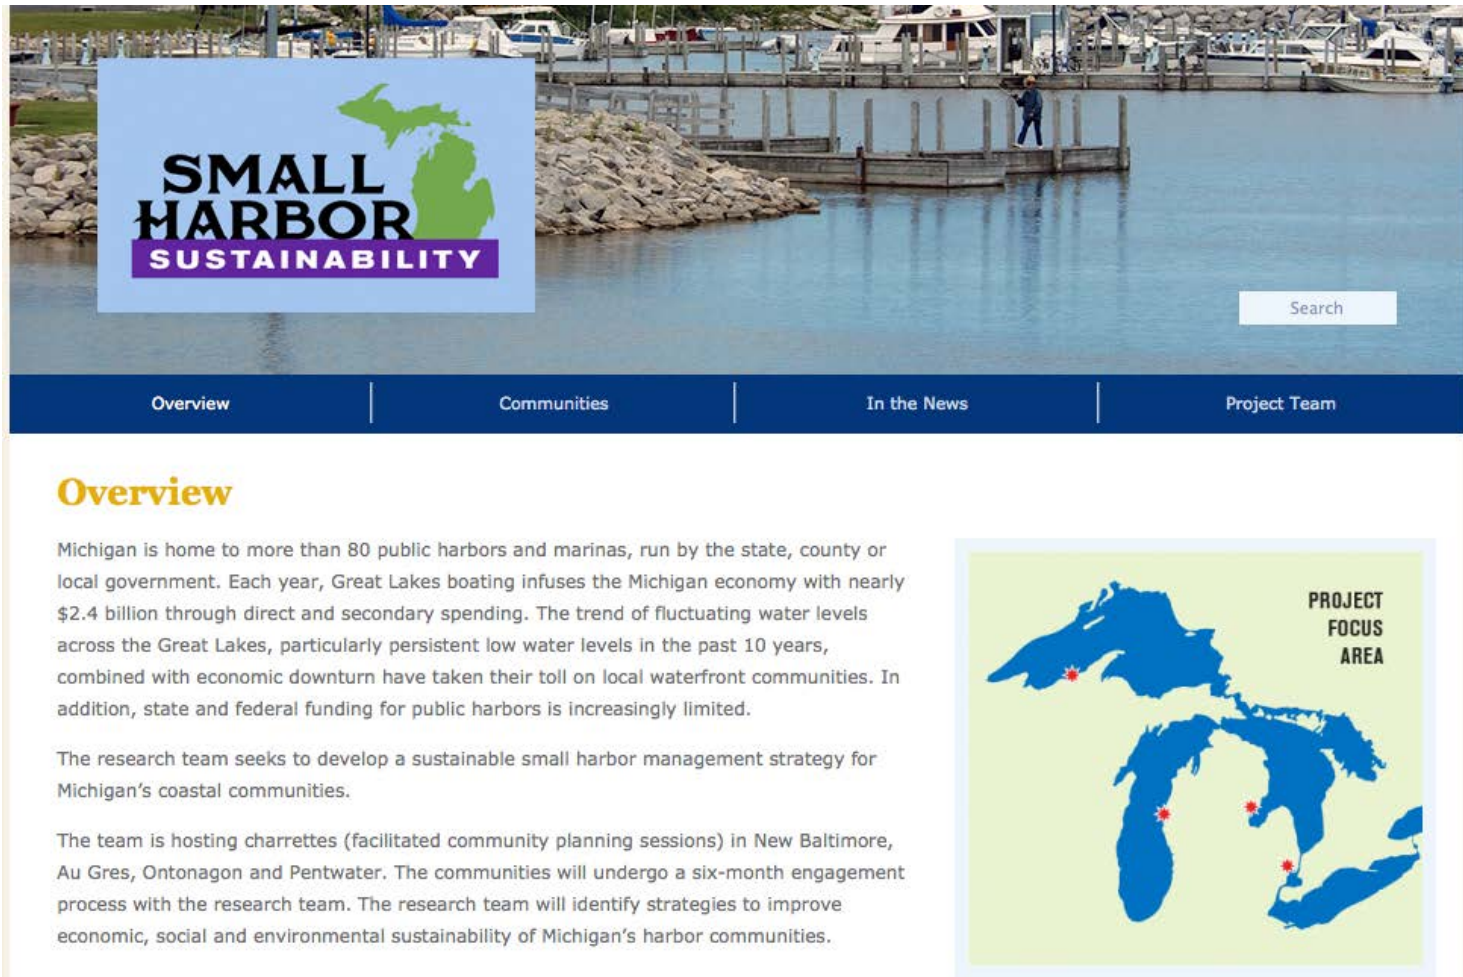 SMALL
HARBOR
SUSTAINABILITY
Search
Overview
Communities
In the News
Project Team
Overview
Michigan is home to more than 80 public harbors and marinas, run by the state, county or
local government. Each year, Great Lakes boating infuses the Michigan economy with nearly
$2.4 billion through direct and secondary spending. The trend of fluctuating water levels
across the Great Lakes, particularly persistent low water levels in the past 10 years,
combined with economic downturn have taken their toll on local waterfront communities. In
addition, state and federal funding for public harbors is increasingly limited.
The research team seeks to develop a sustainable small harbor management strategy for
Michigan’s coastal communities.
The team is hosting charrettes (facilitated community planning sessions) in New Baltimore,
Au Gres, Ontonagon and Pentwater. The communities will undergo a six-month engagement
process with the research team. The research team will identify strategies to improve
economic, social and environmental sustainability of Michigan’s harbor communities.
PROJECT
FOCUS
AREA